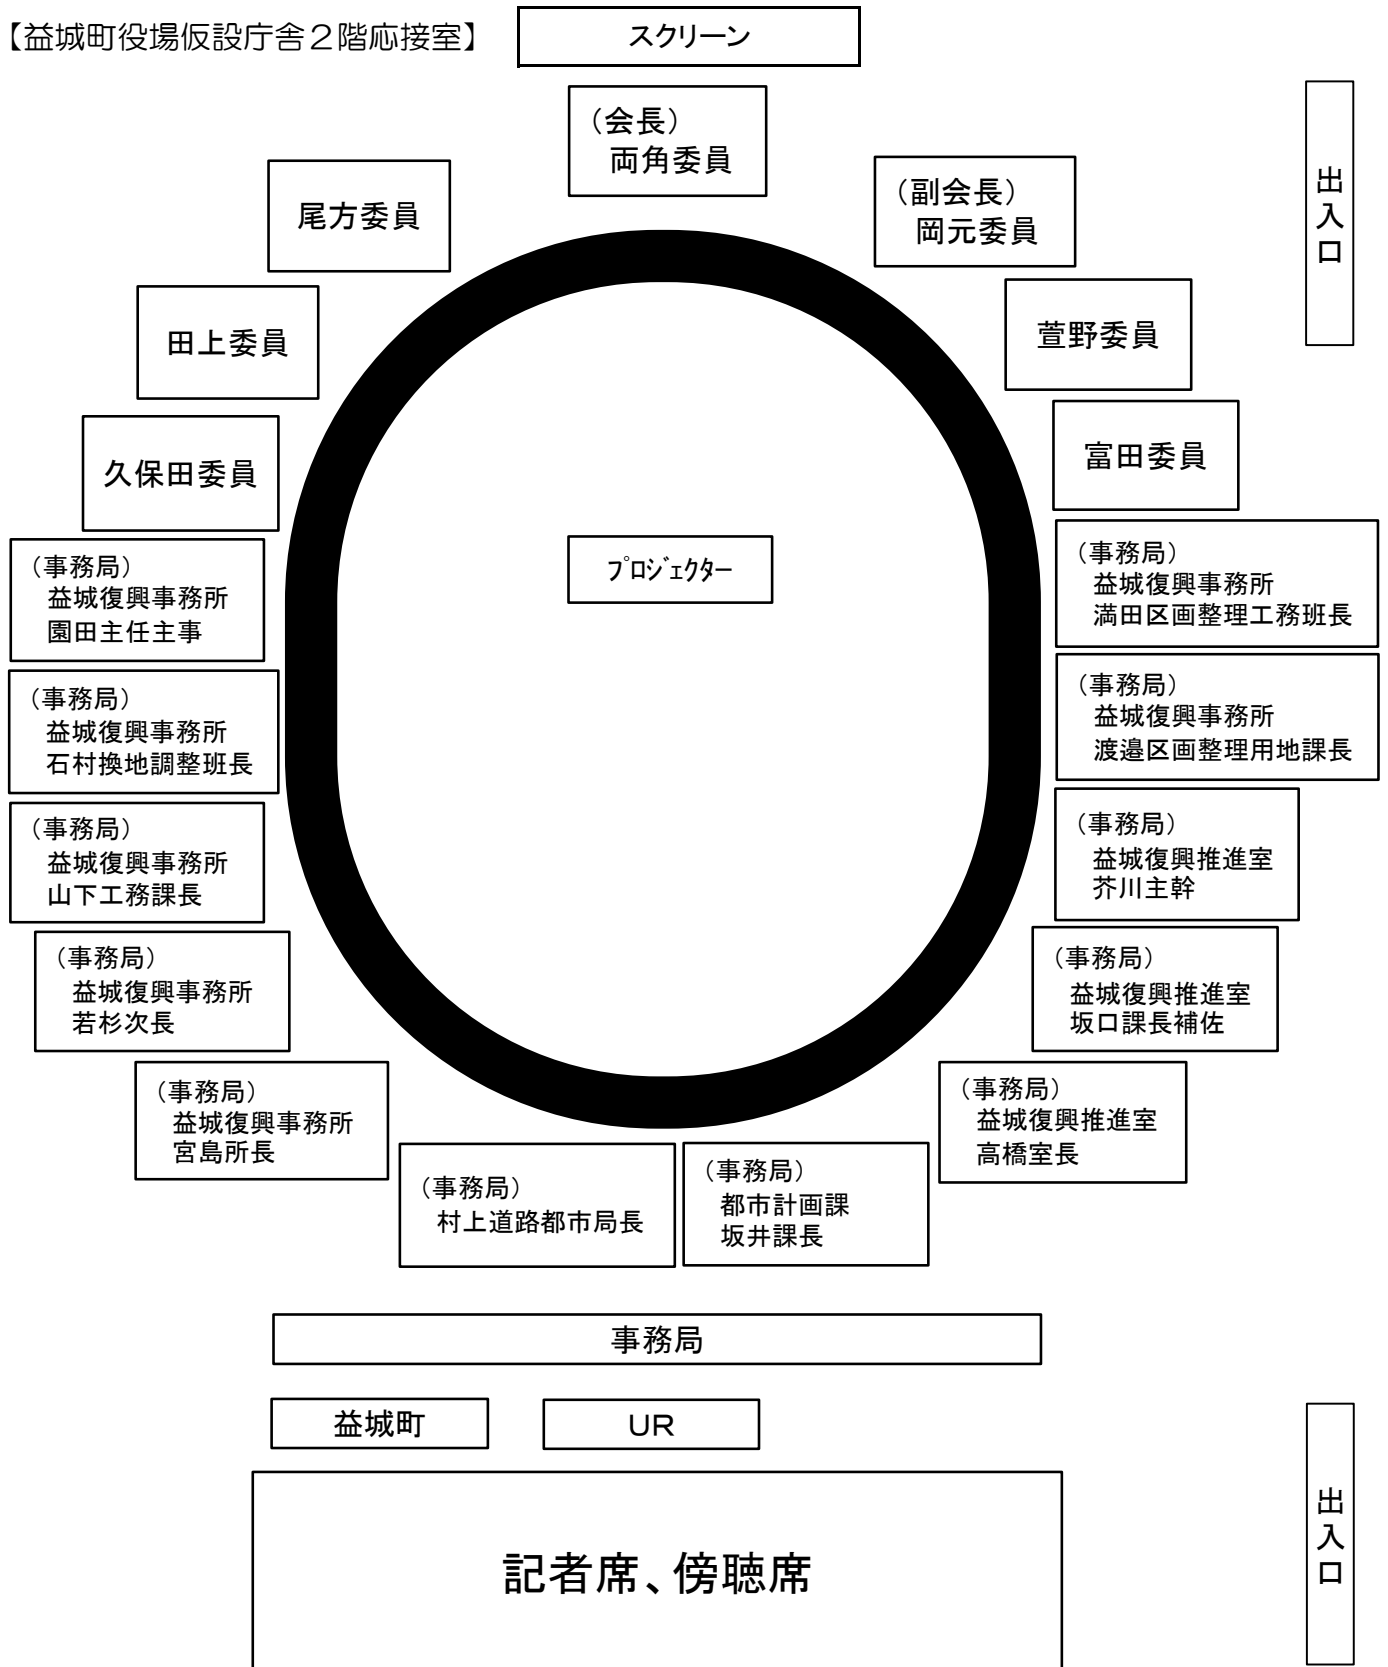 【益城町役場仮設庁舎２階応接室】
スクリーン
（会長）
両角委員
（副会長）
岡元委員
出入口
尾方委員
田上委員
萱野委員
久保田委員
富田委員
プロジェクター
（事務局）
益城復興事務所
園田主任主事
（事務局）
益城復興事務所
満田区画整理工務班長
（事務局）
益城復興事務所
石村換地調整班長
（事務局）
益城復興事務所
渡邉区画整理用地課長
（事務局）
益城復興事務所
山下工務課長
（事務局）
益城復興推進室
芥川主幹
（事務局）
益城復興事務所
若杉次長
（事務局）
益城復興推進室
坂口課長補佐
（事務局）
益城復興事務所
宮島所長
（事務局）
益城復興推進室
高橋室長
（事務局）
村上道路都市局長
（事務局）
都市計画課
坂井課長
事務局
益城町
ＵＲ
記者席、傍聴席
出入口